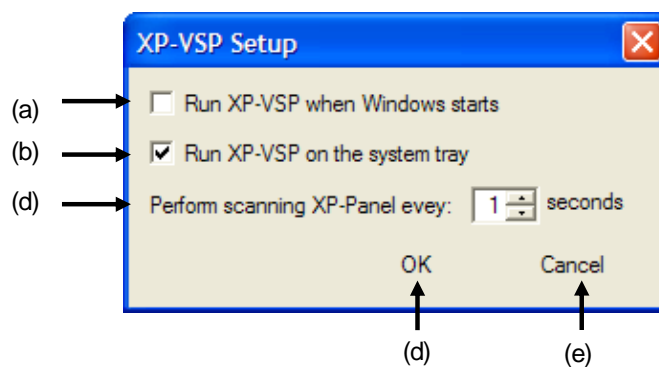 XP-VSP Setup
(a) Run XP-VSP when Windows starts
(b) Run XP-VSP on the system tray
(d) Perform scanning XP-Panel evey: 1 seconds
OK Cancel
(d) (e)